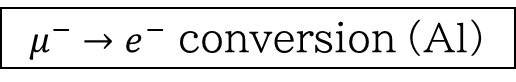 μ⁻ → e⁻ conversion (Al)